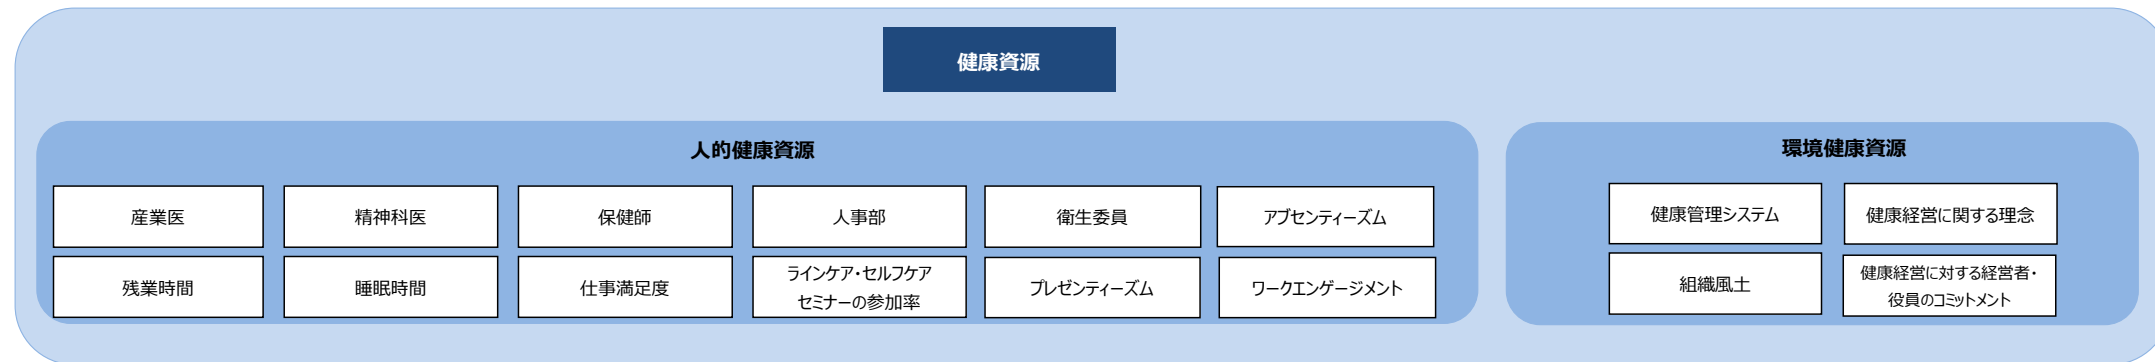 健康資源
人的健康資源
産業医
精神科医
保健師
人事部
衛生委員
アブセンティーズム
残業時間
睡眠時間
仕事満足度
ラインケア・セルフケア
セミナーの参加率
プレゼンティーズム
ワークエンゲージメント
環境健康資源
健康管理システム
健康経営に関する理念
組織風土
健康経営に対する経営者・
役員のコミットメント